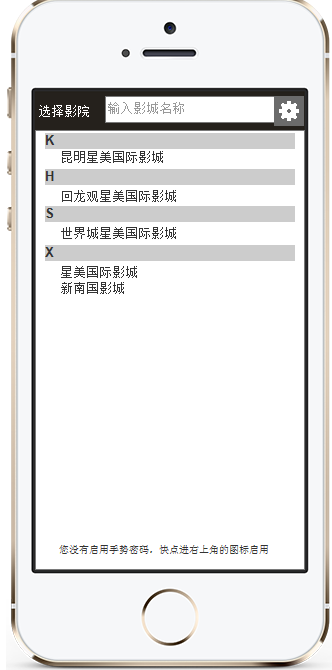 选择影院
输入影城名称
K
昆明星美国际影城
H
回龙观星美国际影城
S
世界城星美国际影城
X
星美国际影城
新南国影城
您没有启用手势密码，快点进右上角的图标启用